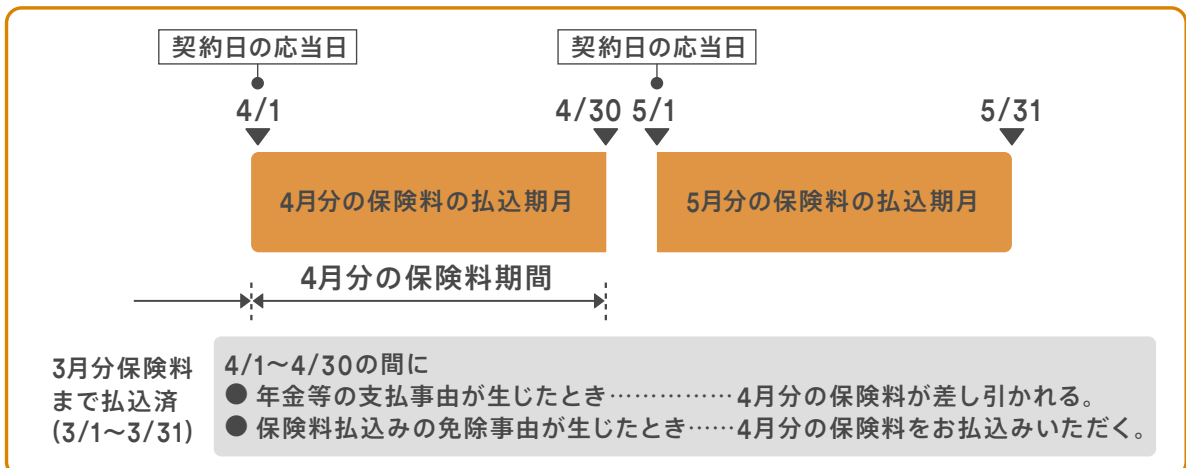 契約日の応当日 契約日の応当日
4/1 4/30 5/1 5/31
4月分の保険料の払込期月 5月分の保険料の払込期月
4月分の保険料期間
3月分保険料
まで払込済
(3/1〜3/31)
4/1〜4/30の間に
● 年金等の支払事由が生じたとき……………4月分の保険料が差し引かれる。
● 保険料払込みの免除事由が生じたとき……4月分の保険料をお払込みいただく。